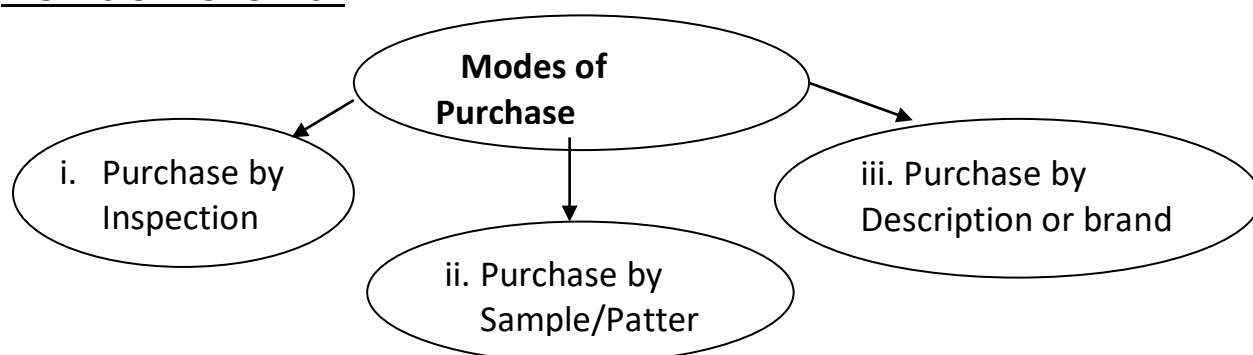 Modes of
Purchase
i. Purchase by
Inspection
iii. Purchase by
Description or brand
ii. Purchase by
Sample/Patter